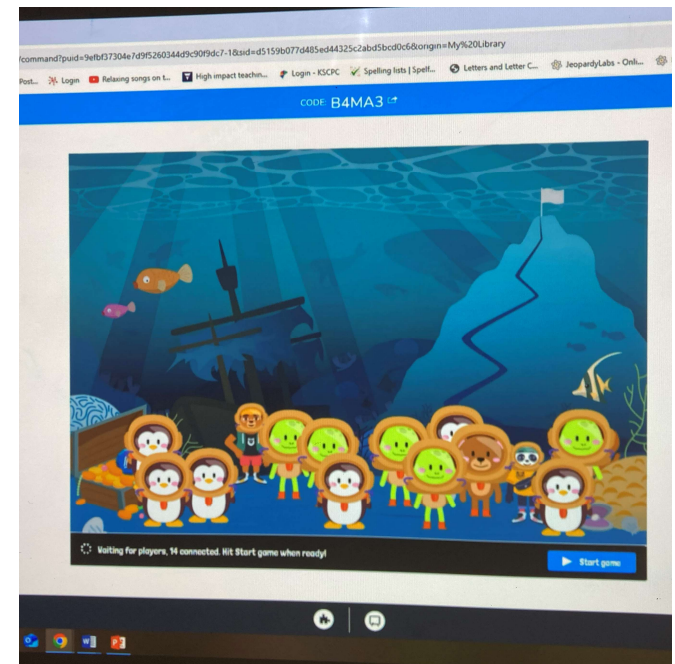 /command?puid=9efbf37304e7d9f5260344d9c90f9dc7-1&sid=d5159b077d485ed44325c2abd5bcd0c6&origin=My%20Library
Post... Login Relaxing songs on t... High impact teachin... Login - KSCPC Spelling lists | Spell... Letters and Letter C... JeopardyLabs - Onli...
CODE: B4MA3
Waiting for players, 14 connected. Hit Start game when ready! Start game